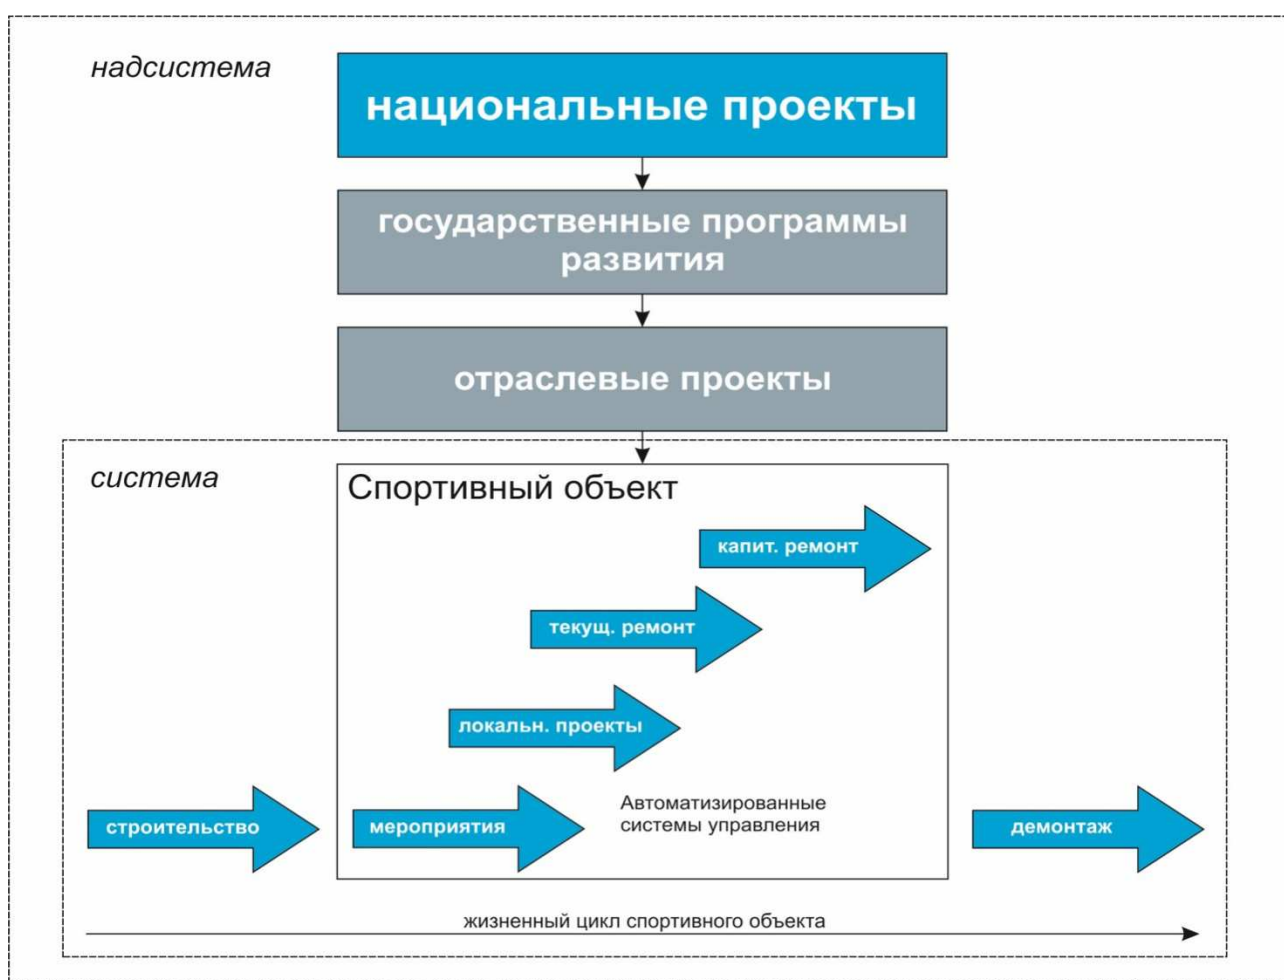 надсистема
национальные проекты
государственные программы
развития
отраслевые проекты
система
Спортивный объект
капит. ремонт
текущ. ремонт
локальн. проекты
Автоматизированные
системы управления
строительство
мероприятия
демонтаж
жизненный цикл спортивного объекта